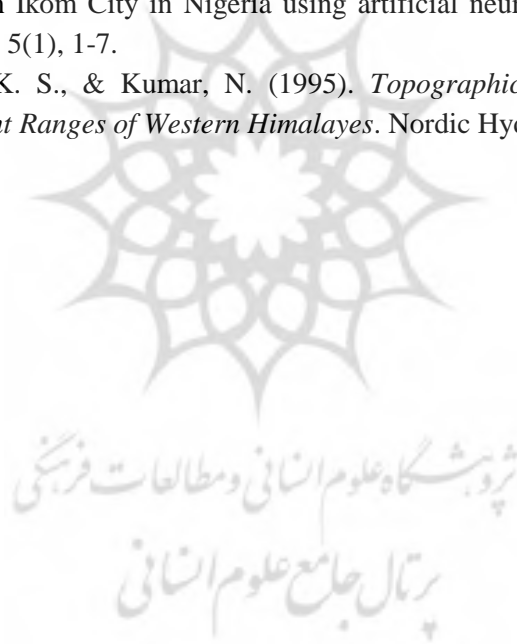 Ikom City in Nigeria using artificial neur
5(1), 1-7.
K. S., & Kumar, N. (1995). Topographic
nt Ranges of Western Himalayes. Nordic Hyd
پژوهشگاه علوم انسانی و مطالعات فرهنگی
پرتال جامع علوم انسانی